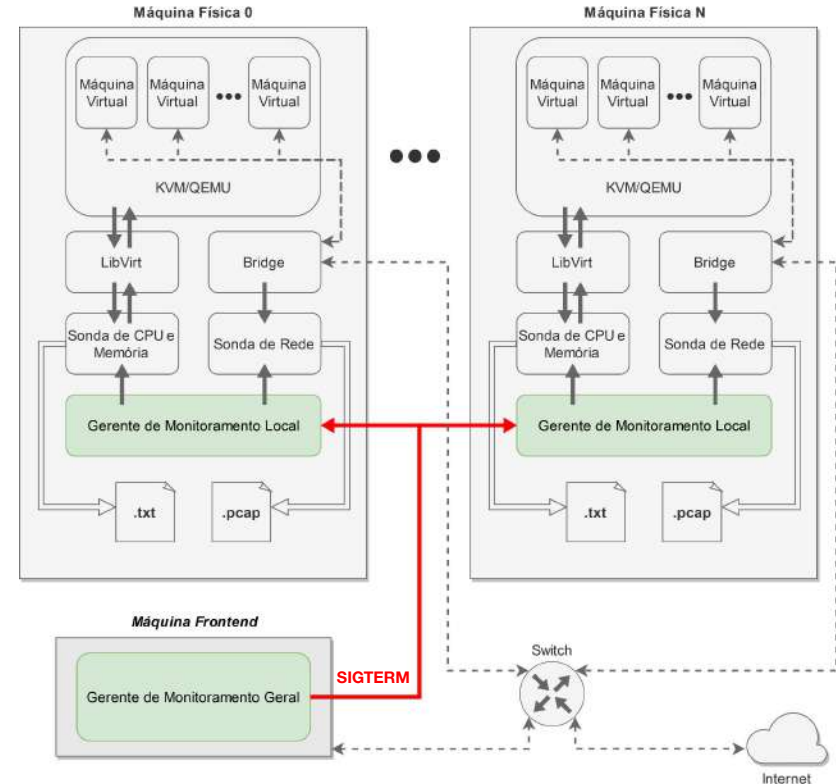 Máquina Física 0
Máquina Física N
Máquina
Virtual
Máquina
Virtual
Máquina
Virtual
KVM/QEMU
LibVirt
Bridge
Sonda de CPU e
Memória
Sonda de Rede
Gerente de Monitoramento Local
.txt
.pcap
Máquina
Virtual
Máquina
Virtual
Máquina
Virtual
KVM/QEMU
LibVirt
Bridge
Sonda de CPU e
Memória
Sonda de Rede
Gerente de Monitoramento Local
.txt
.pcap
Máquina Frontend
Gerente de Monitoramento Geral
SIGTERM
Switch
Internet